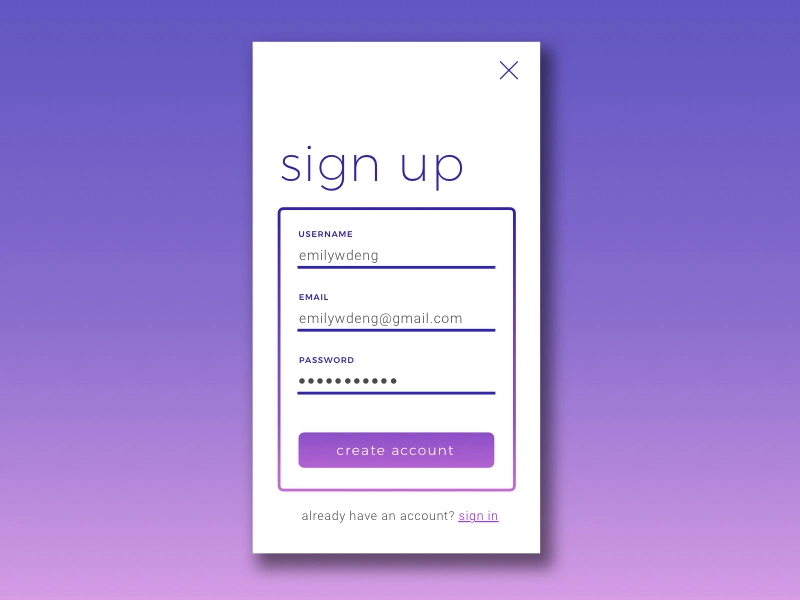 sign up
USERNAME
emilywdeng
EMAIL
emilywdeng@gmail.com
PASSWORD
•••••••••••
create account
already have an account? sign in